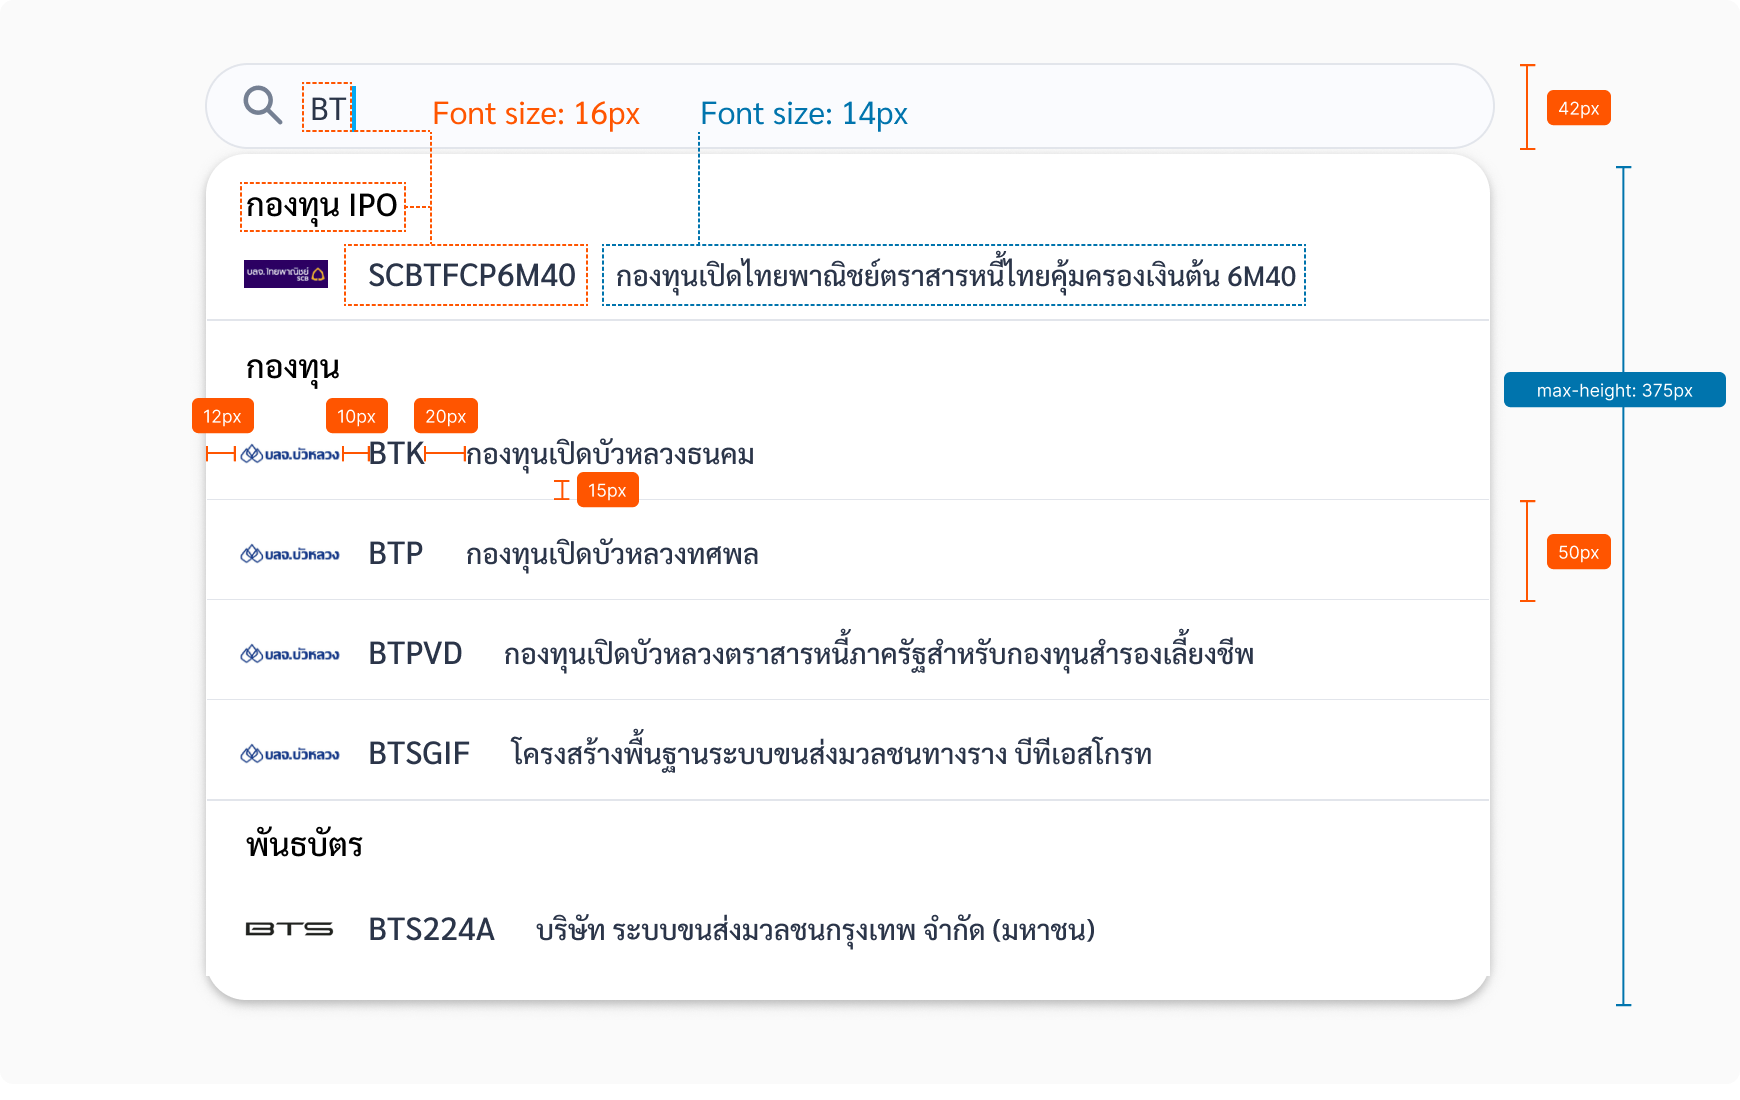 BT
Font size: 16px
Font size: 14px
42px
กองทุน IPO
บลจ.ไทยพาณิชย์
SCB
SCBTFCP6M40 กองทุนเปิดไทยพาณิชย์ตราสารหนี้ไทยคุ้มครองเงินต้น 6M40
กองทุน
max-height: 375px
12px 10px 20px
บลจ.บัวหลวง BTK กองทุนเปิดบัวหลวงธนคม
15px
บลจ.บัวหลวง BTP กองทุนเปิดบัวหลวงทศพล
50px
บลจ.บัวหลวง BTPVD กองทุนเปิดบัวหลวงตราสารหนี้ภาครัฐสำหรับกองทุนสำรองเลี้ยงชีพ
บลจ.บัวหลวง BTSGIF โครงสร้างพื้นฐานระบบขนส่งมวลชนทางราง บีทีเอสโกรท
พันธบัตร
BTS BTS224A บริษัท ระบบขนส่งมวลชนกรุงเทพ จำกัด (มหาชน)